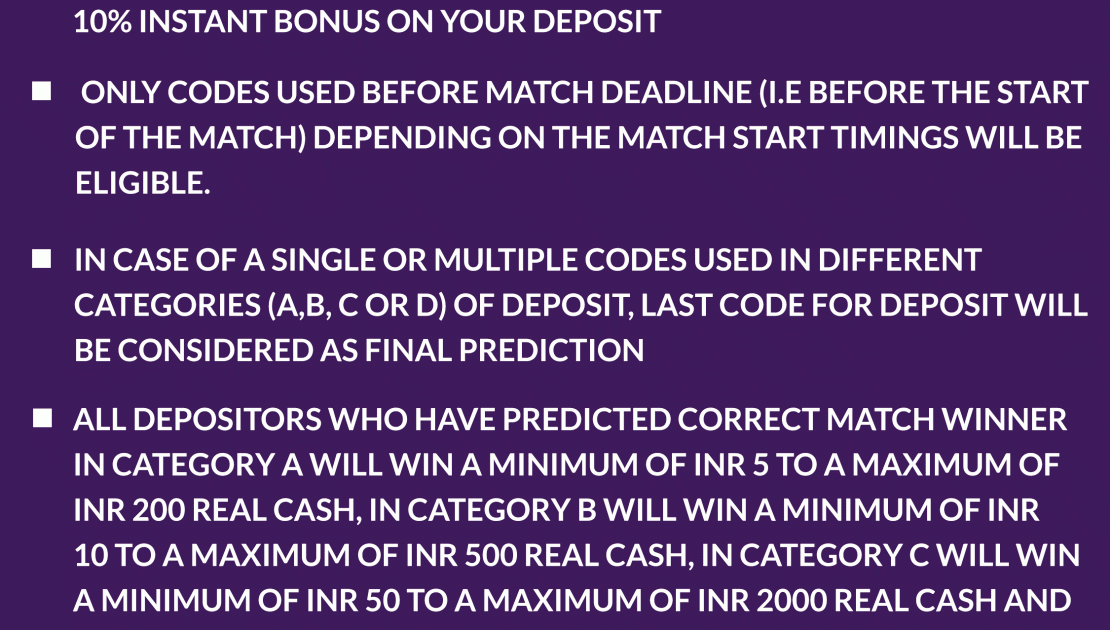 10% INSTANT BONUS ON YOUR DEPOSIT
■ ONLY CODES USED BEFORE MATCH DEADLINE (I.E BEFORE THE START
OF THE MATCH) DEPENDING ON THE MATCH START TIMINGS WILL BE
ELIGIBLE.
■ IN CASE OF A SINGLE OR MULTIPLE CODES USED IN DIFFERENT
CATEGORIES (A,B, C OR D) OF DEPOSIT, LAST CODE FOR DEPOSIT WILL
BE CONSIDERED AS FINAL PREDICTION
■ ALL DEPOSITORS WHO HAVE PREDICTED CORRECT MATCH WINNER
IN CATEGORY A WILL WIN A MINIMUM OF INR 5 TO A MAXIMUM OF
INR 200 REAL CASH, IN CATEGORY B WILL WIN A MINIMUM OF INR
10 TO A MAXIMUM OF INR 500 REAL CASH, IN CATEGORY C WILL WIN
A MINIMUM OF INR 50 TO A MAXIMUM OF INR 2000 REAL CASH AND